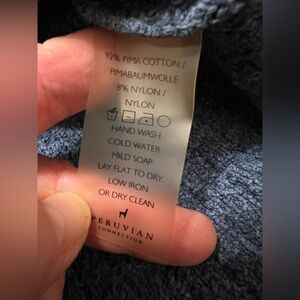 92% PIMA COTTON /
PIMABAUMWOLLE
8% NYLON /
NYLON
HAND WASH
COLD WATER
MILD SOAP
LAY FLAT TO DRY
LOW IRON
OR DRY CLEAN
PERUVIAN
CONNECTION